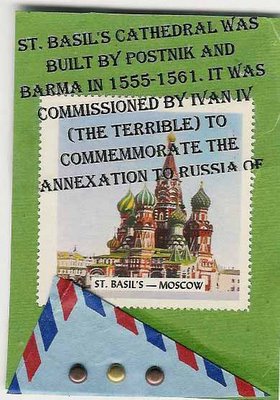 ST. BASIL'S CATHEDRAL WAS
BUILT BY POSTNIK AND
BARMA IN 1555-1561. IT WAS
COMMISSIONED BY IVAN IV
(THE TERRIBLE) TO
COMMEMORATE THE
ANNEXATION TO RUSSIA OF
ST. BASIL'S — MOSCOW